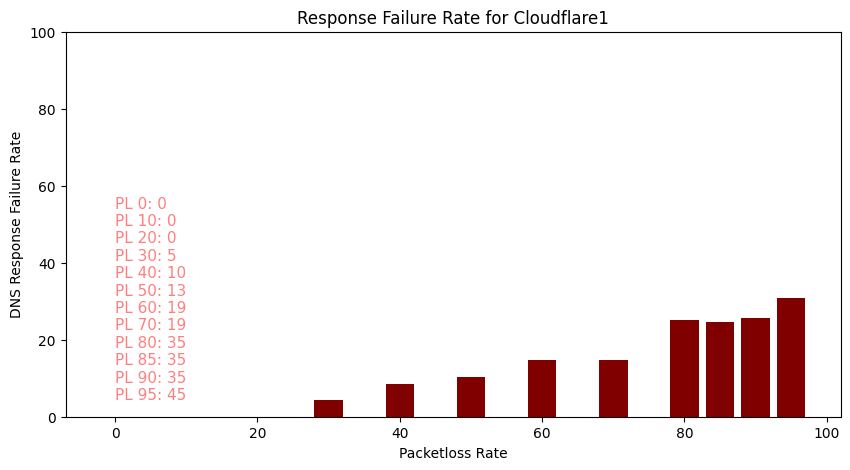 Response Failure Rate for Cloudflare1
100
80
60
40
20
0
DNS Response Failure Rate
PL 0: 0
PL 10: 0
PL 20: 0
PL 30: 5
PL 40: 10
PL 50: 13
PL 60: 19
PL 70: 19
PL 80: 35
PL 85: 35
PL 90: 35
PL 95: 45
0 20 40 60 80 100
Packetloss Rate